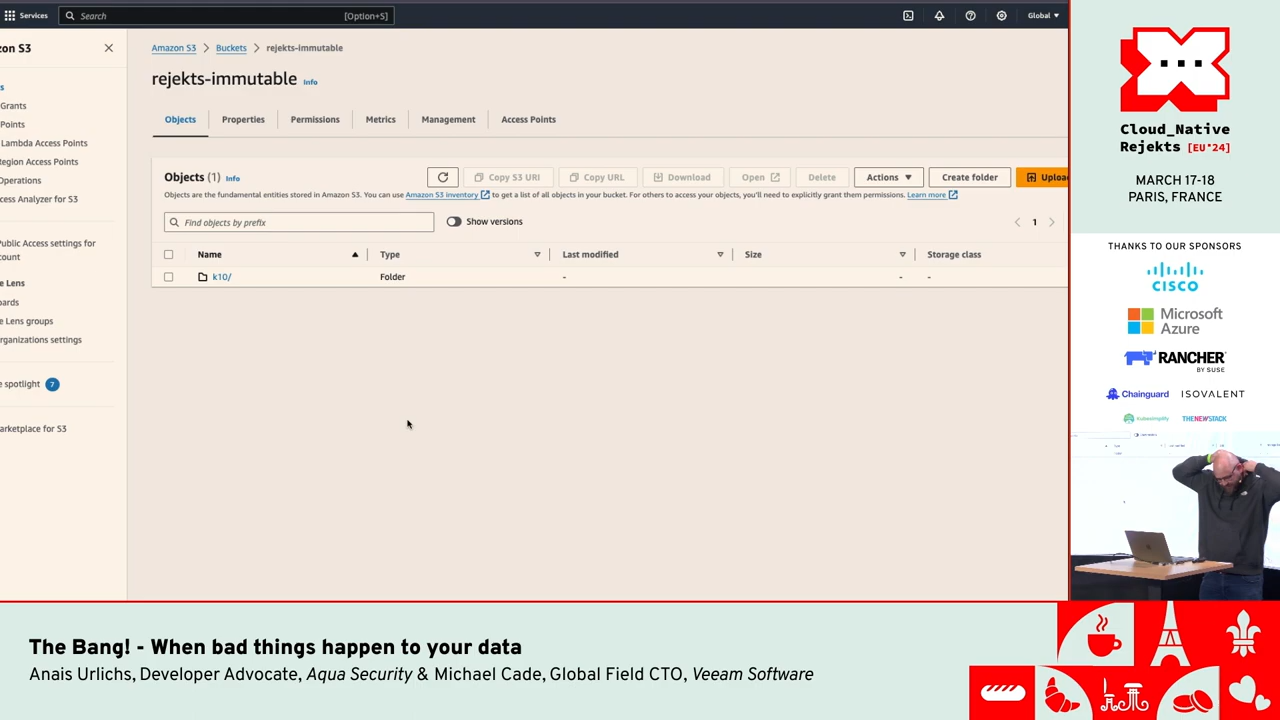 Services
Search
[Option+S]
Global
zon S3
Amazon S3 > Buckets > rejekts-immutable
rejekts-immutable Info
Objects
Properties
Permissions
Metrics
Management
Access Points
s
Grants
Points
Lambda Access Points
Region Access Points
Operations
cess Analyzer for S3
Public Access settings for
count
e Lens
oards
e Lens groups
rganizations settings
e spotlight 7
arketplace for S3
Objects (1) Info
Copy S3 URI
Copy URL
Download
Open
Delete
Actions
Create folder
Uploa
Objects are the fundamental entities stored in Amazon S3. You can use Amazon S3 inventory to get a list of all objects in your bucket. For others to access your objects, you'll need to explicitly grant them permissions. Learn more
Find objects by prefix
Show versions
< 1 >
Name
Type
Last modified
Size
Storage class
k10/
Folder
-
-
-
Cloud_Native
Rejekts [EU'24]
MARCH 17-18
PARIS, FRANCE
THANKS TO OUR SPONSORS
CISCO
Microsoft
Azure
RANCHER
BY SUSE
Chainguard
ISOVALENT
kubesimplify
THENEWSTACK
The Bang! - When bad things happen to your data
Anais Urlichs, Developer Advocate, Aqua Security & Michael Cade, Global Field CTO, Veeam Software